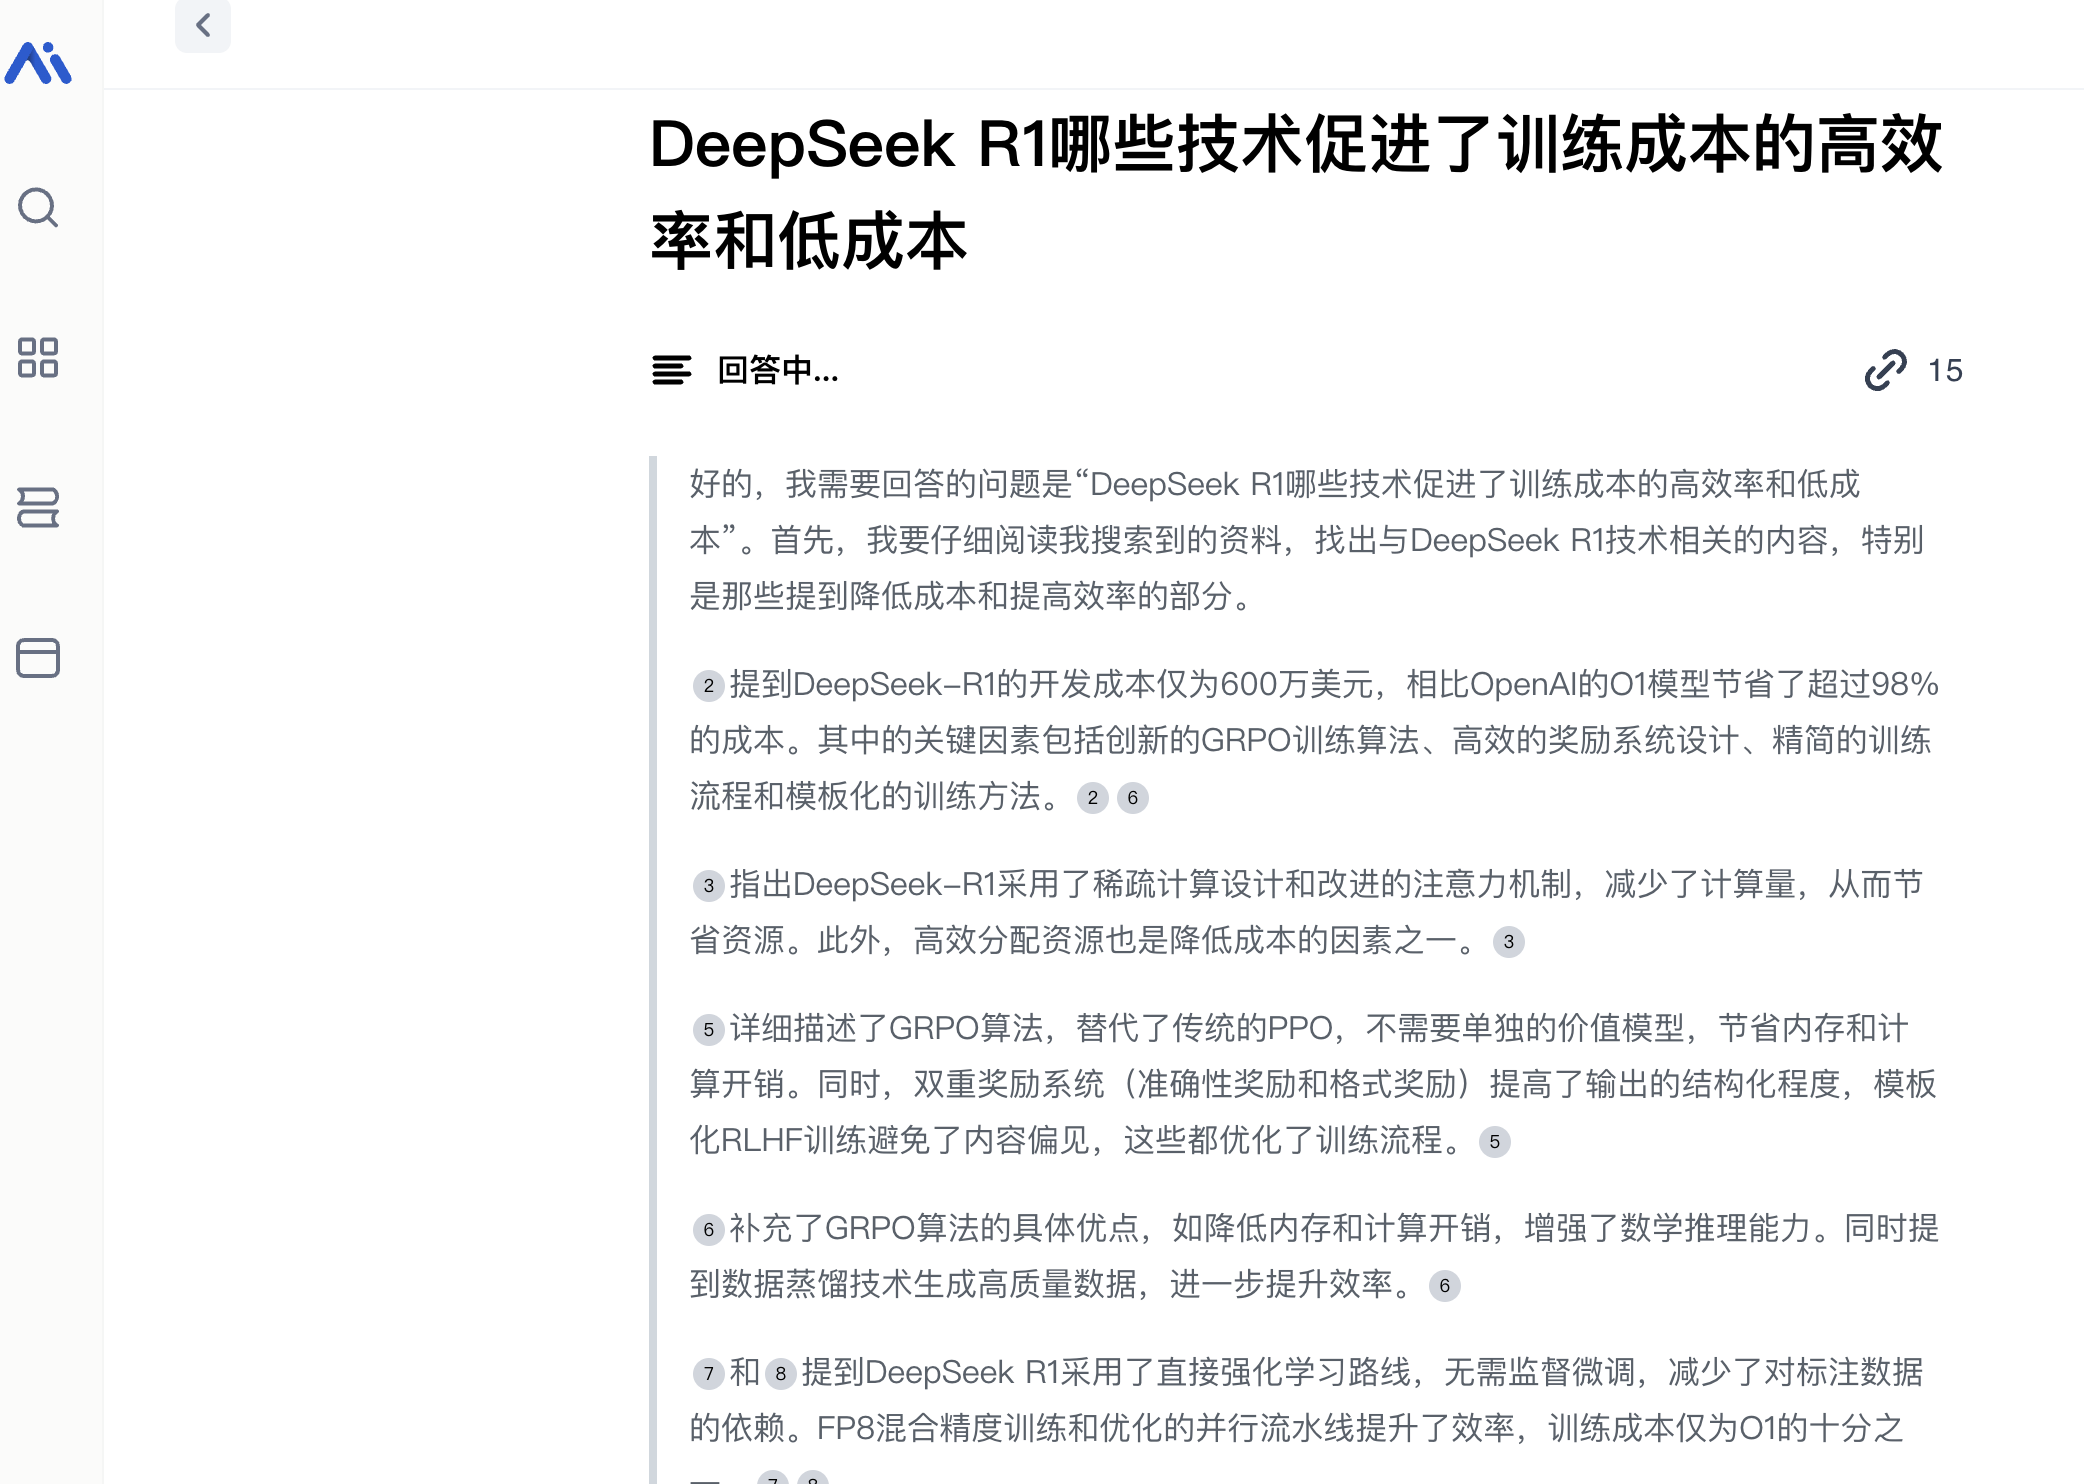 DeepSeek R1哪些技术促进了训练成本的高效
率和低成本
回答中...
15
好的，我需要回答的问题是“DeepSeek R1哪些技术促进了训练成本的高效率和低成
本”。首先，我要仔细阅读我搜索到的资料，找出与DeepSeek R1技术相关的内容，特别
是那些提到降低成本和提高效率的部分。
2 提到DeepSeek-R1的开发成本仅为600万美元，相比OpenAI的O1模型节省了超过98%
的成本。其中的关键因素包括创新的GRPO训练算法、高效的奖励系统设计、精简的训练
流程和模板化的训练方法。 2 6
3 指出DeepSeek-R1采用了稀疏计算设计和改进的注意力机制，减少了计算量，从而节
省资源。此外，高效分配资源也是降低成本的因素之一。 3
5 详细描述了GRPO算法，替代了传统的PPO，不需要单独的价值模型，节省内存和计
算开销。同时，双重奖励系统（准确性奖励和格式奖励）提高了输出的结构化程度，模板
化RLHF训练避免了内容偏见，这些都优化了训练流程。 5
6 补充了GRPO算法的具体优点，如降低内存和计算开销，增强了数学推理能力。同时提
到数据蒸馏技术生成高质量数据，进一步提升效率。 6
7 和 8 提到DeepSeek R1采用了直接强化学习路线，无需监督微调，减少了对标注数据
的依赖。FP8混合精度训练和优化的并行流水线提升了效率，训练成本仅为O1的十分之
7 8